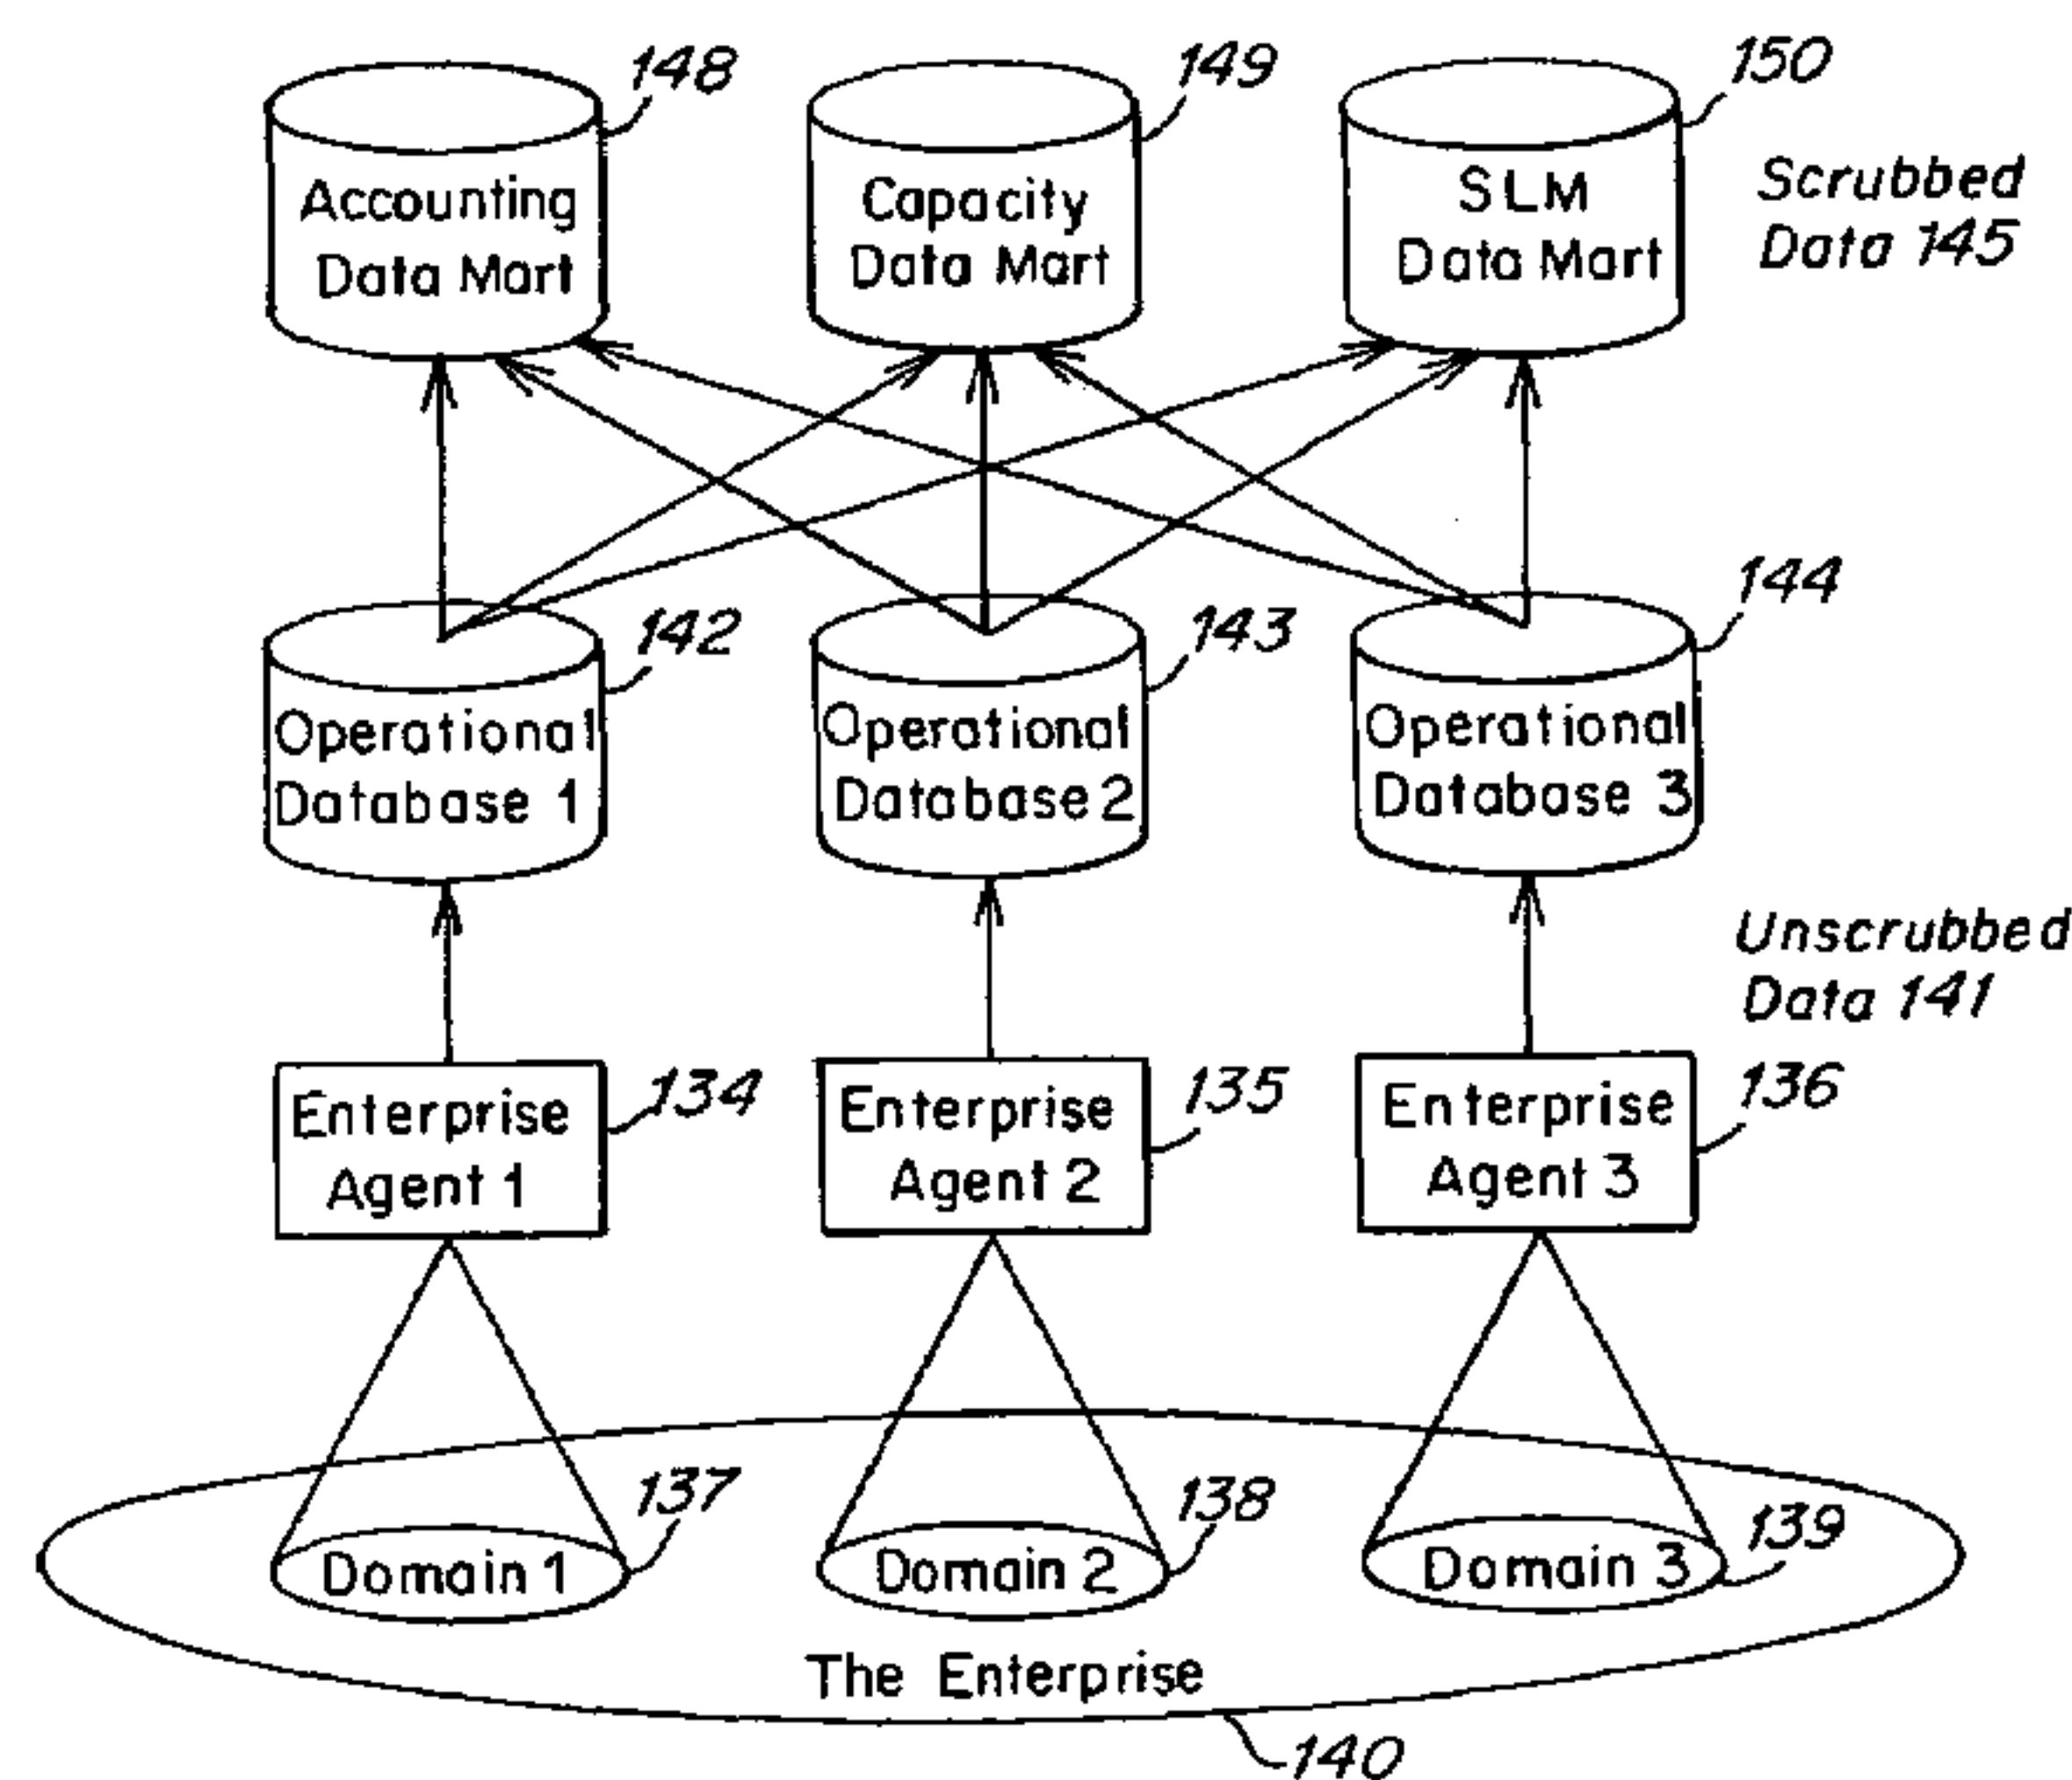 148
149
150
Accounting
Data Mart
Capacity
Data Mart
SLM
Data Mart
Scrubbed
Data 145
142
143
144
Operational
Database 1
Operational
Database 2
Operational
Database 3
Unscrubbed
Data 141
134
135
136
Enterprise
Agent 1
Enterprise
Agent 2
Enterprise
Agent 3
137
138
139
Domain 1
Domain 2
Domain 3
The Enterprise
140